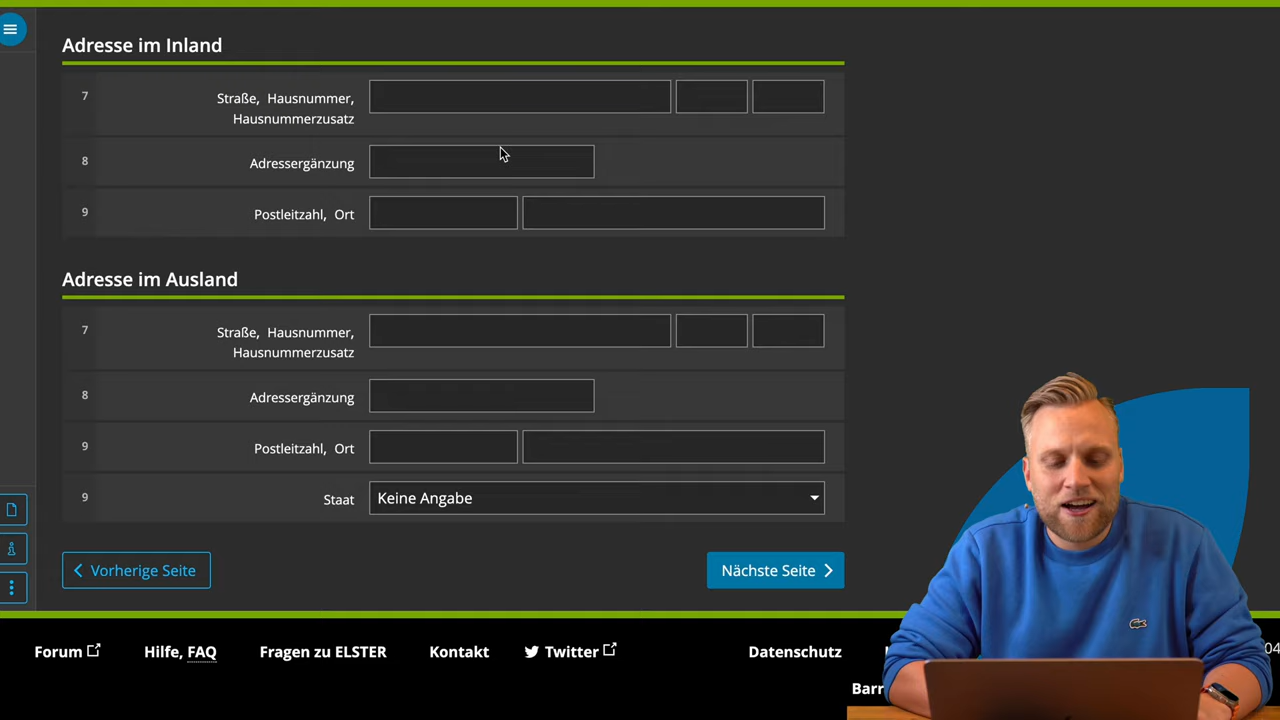 Adresse im Inland
7 Straße, Hausnummer,
Hausnummerzusatz
8 Adressergänzung
9 Postleitzahl, Ort
Adresse im Ausland
7 Straße, Hausnummer,
Hausnummerzusatz
8 Adressergänzung
9 Postleitzahl, Ort
9 Staat Keine Angabe
Vorherige Seite Nächste Seite
Forum Hilfe, FAQ Fragen zu ELSTER Kontakt Twitter Datenschutz